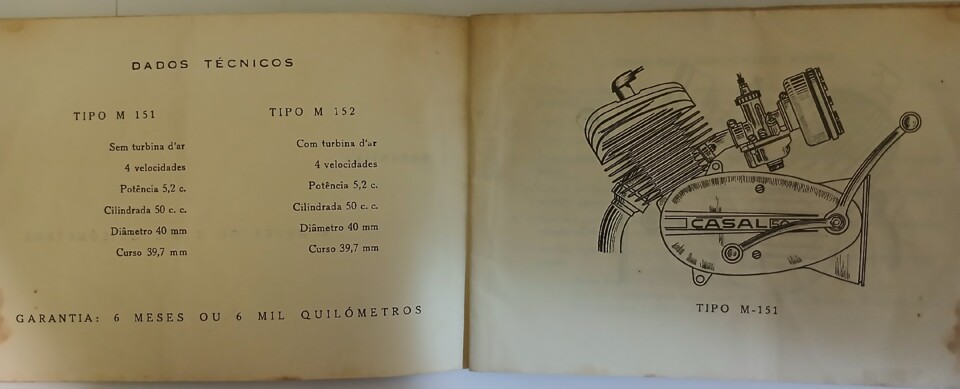 DADOS TÉCNICOS
TIPO M 151
Sem turbina d'ar
4 velocidades
Potência 5,2 c.
Cilindrada 50 c. c.
Diâmetro 40 mm
Curso 39,7 mm
TIPO M 152
Com turbina d'ar
4 velocidades
Potência 5,2 c.
Cilindrada 50 c. c.
Diâmetro 40 mm
Curso 39,7 mm
GARANTIA: 6 MESES OU 6 MIL QUILÓMETROS
CASAL 50
TIPO M-151